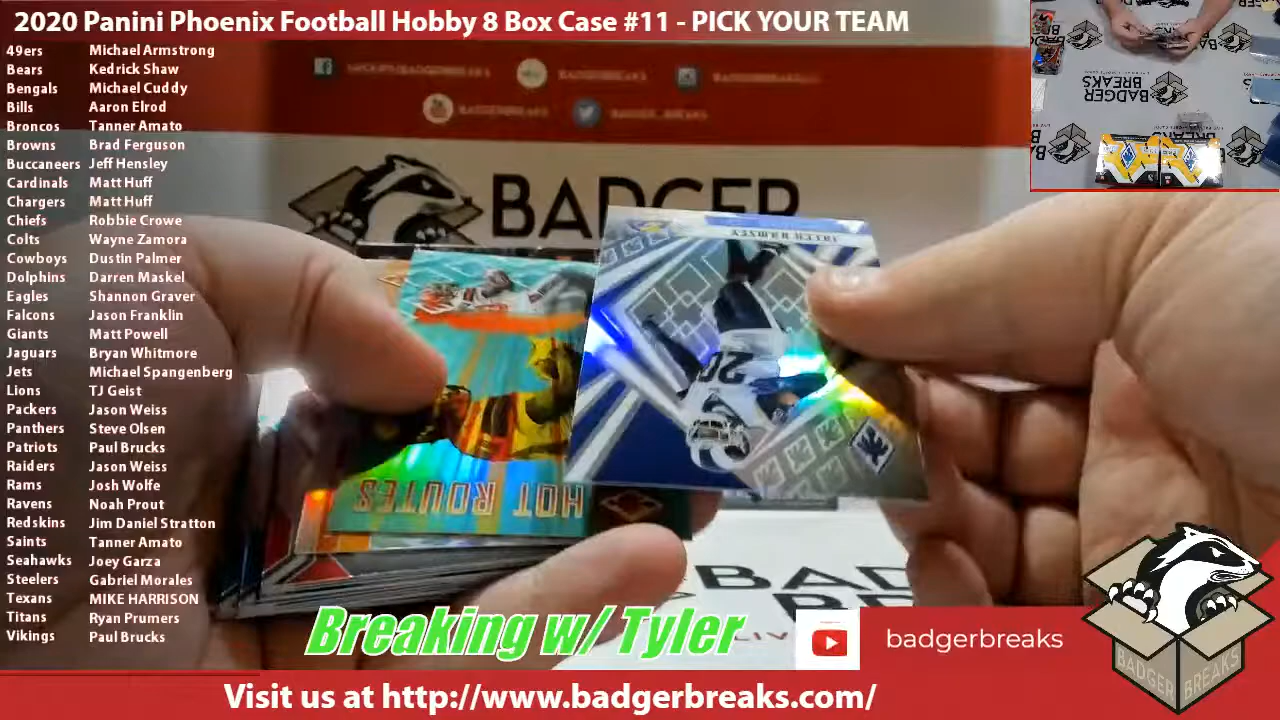 2020 Panini Phoenix Football Hobby 8 Box Case #11 - PICK YOUR TEAM
49ers Michael Armstrong
Bears Kedrick Shaw
Bengals Michael Cuddy
Bills Aaron Elrod
Broncos Tanner Amato
Browns Brad Ferguson
Buccaneers Jeff Hensley
Cardinals Matt Huff
Chargers Matt Huff
Chiefs Robbie Crowe
Colts Wayne Zamora
Cowboys Dustin Palmer
Dolphins Darren Maskel
Eagles Shannon Graver
Falcons Jason Franklin
Giants Matt Powell
Jaguars Bryan Whitmore
Jets Michael Spangenberg
Lions TJ Geist
Packers Jason Weiss
Panthers Steve Olsen
Patriots Paul Brucks
Raiders Jason Weiss
Rams Josh Wolfe
Ravens Noah Prout
Redskins Jim Daniel Stratton
Saints Tanner Amato
Seahawks Joey Garza
Steelers Gabriel Morales
Texans MIKE HARRISON
Titans Ryan Prumers
Vikings Paul Brucks
BADGERBREAKS
BADGERBREAKS
BADGER
JALEN RAMSEY
20
HOT ROUTES
BADGER
BREAKS
Breaking w/ Tyler
badgerbreaks
BADGER BREAKS
Visit us at http://www.badgerbreaks.com/